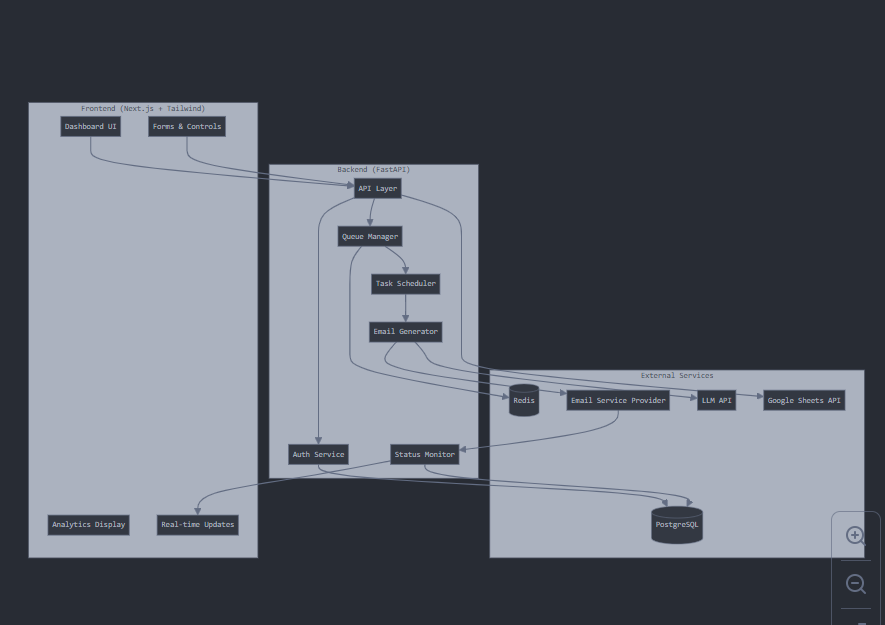 Frontend (Next.js + Tailwind)
Dashboard UI
Forms & Controls
Backend (FastAPI)
API Layer
Queue Manager
Task Scheduler
Email Generator
External Services
Redis
Email Service Provider
LLM API
Google Sheets API
Auth Service
Status Monitor
Analytics Display
Real-time Updates
PostgreSQL